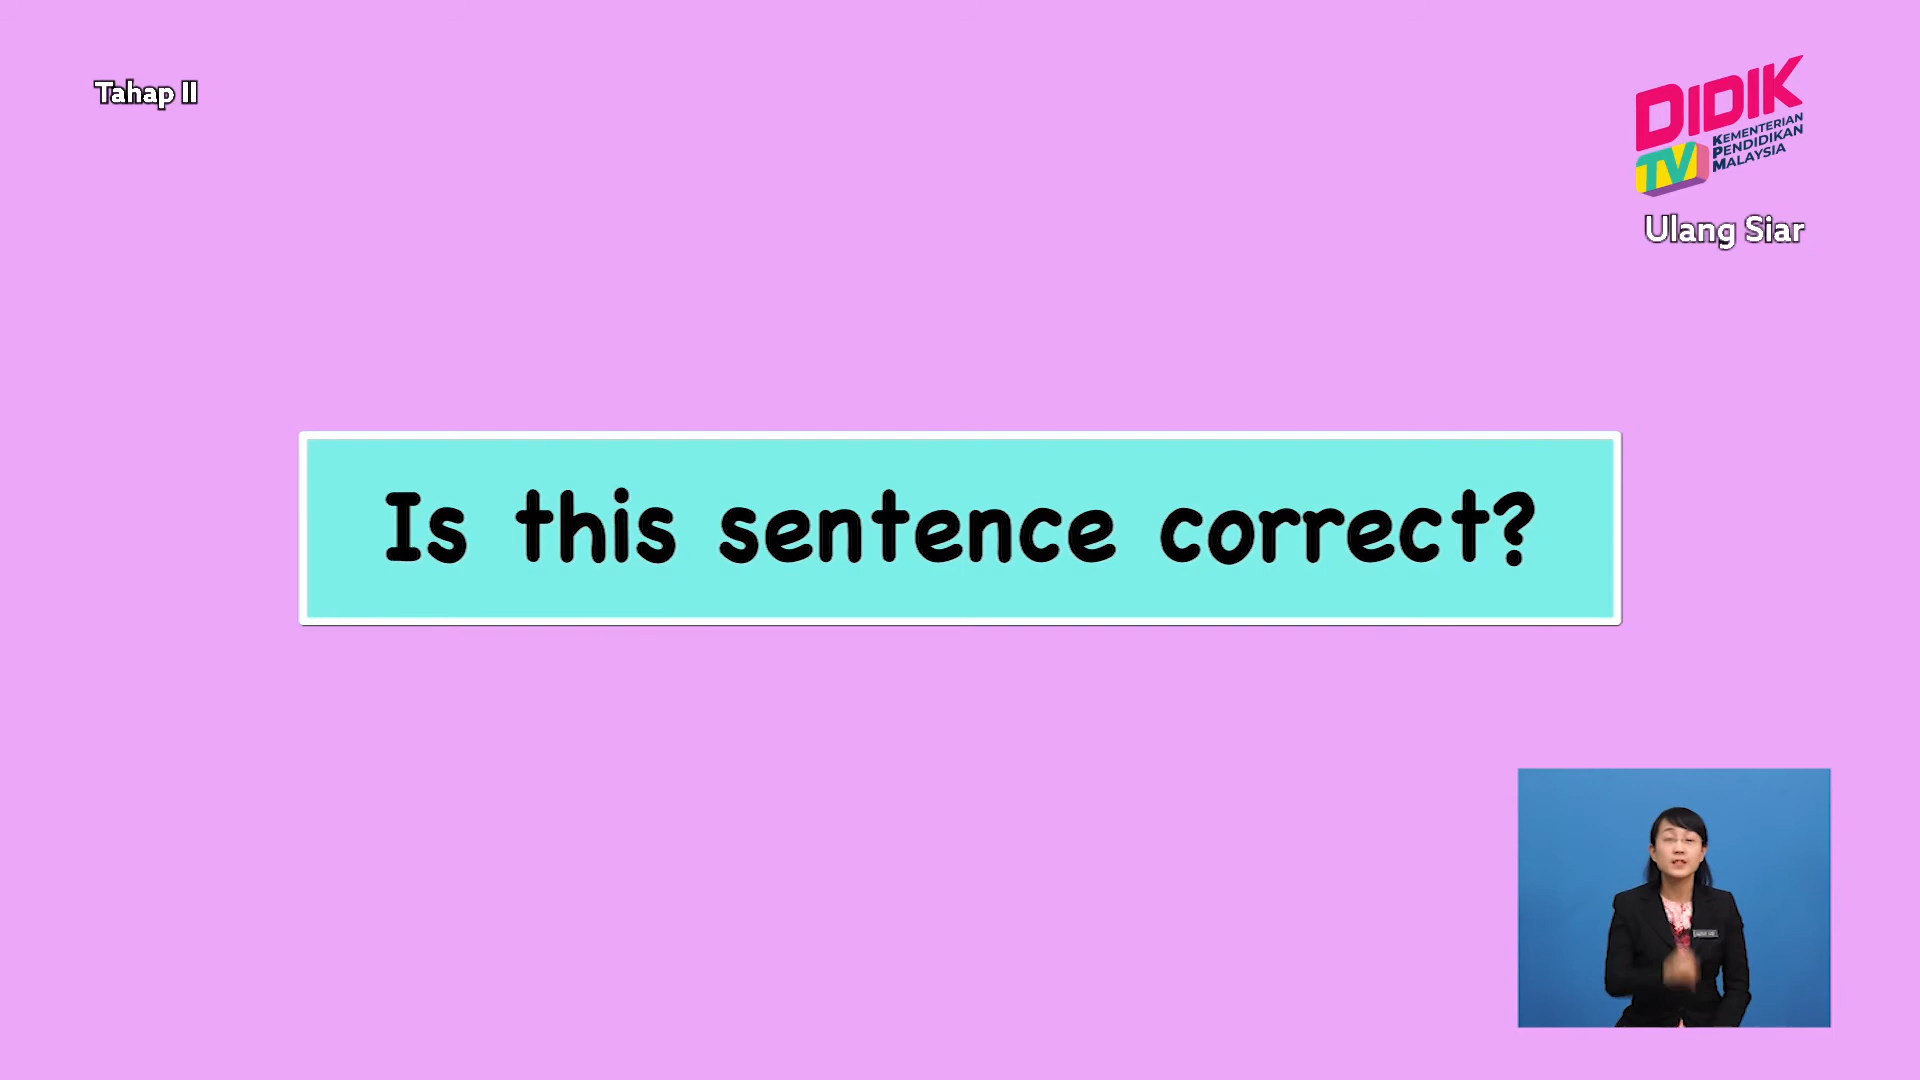 Tahap II
DIDIK
TV
KEMENTERIAN
PENDIDIKAN
MALAYSIA
Ulang Siar
Is this sentence correct?